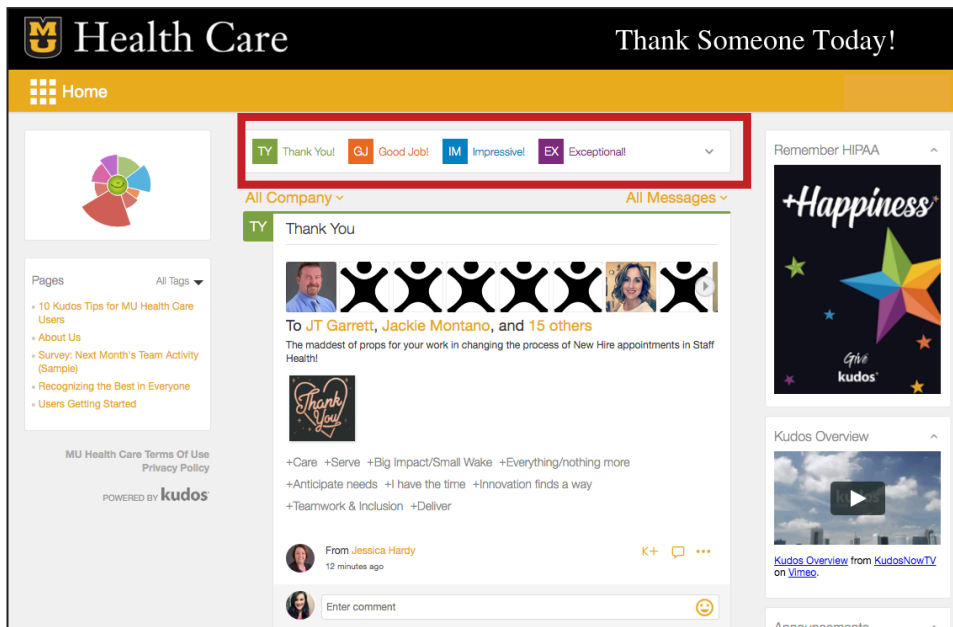 MU Health Care
Thank Someone Today!
Home
TY Thank You! GJ Good Job! IM Impressive! EX Exceptional!
All Company
All Messages
TY Thank You
To JT Garrett, Jackie Montano, and 15 others
The maddest of props for your work in changing the process of New Hire appointments in Staff
Health!
Thank
You
+Care +Serve +Big Impact/Small Wake +Everything/nothing more
+Anticipate needs +I have the time +Innovation finds a way
+Teamwork & Inclusion +Deliver
From Jessica Hardy
12 minutes ago
K+
Enter comment
Pages
All Tags
10 Kudos Tips for MU Health Care
Users
About Us
Survey: Next Month's Team Activity
(Sample)
Recognizing the Best in Everyone
Users Getting Started
MU Health Care Terms Of Use
Privacy Policy
POWERED BY kudos
Remember HIPAA
+Happiness
Give
kudos
Kudos Overview
kudos
Kudos Overview from KudosNowTV
on Vimeo.
Announcements